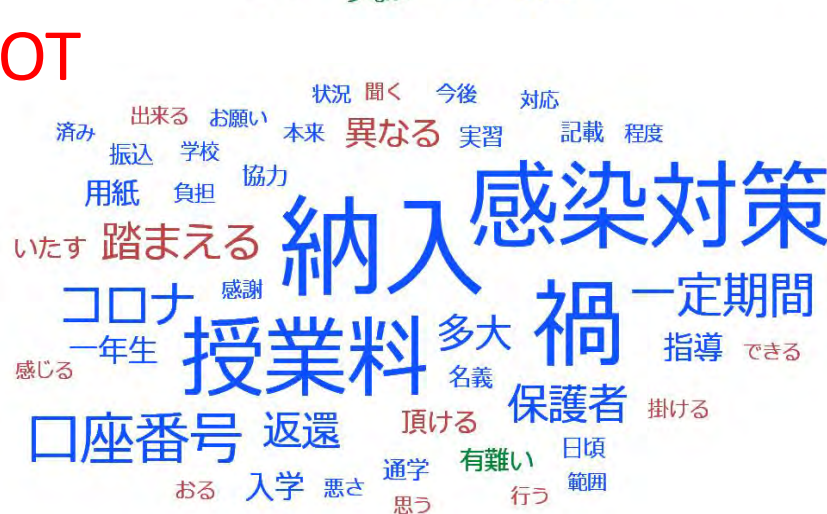 OT
状況 聞く 今後 対応
出来る お願い
済み 本来 異なる 実習 記載 程度
振込 学校
用紙 負担 協力 感染対策
いたす 踏まえる 納入
コロナ 感謝 禍 一定期間
一年生 授業料 多大 指導 できる
感じる 名義
保護者 掛ける
口座番号 返還 頂ける
有難い 日頃
おる 入学 悪さ 通学 範囲
思う 行う